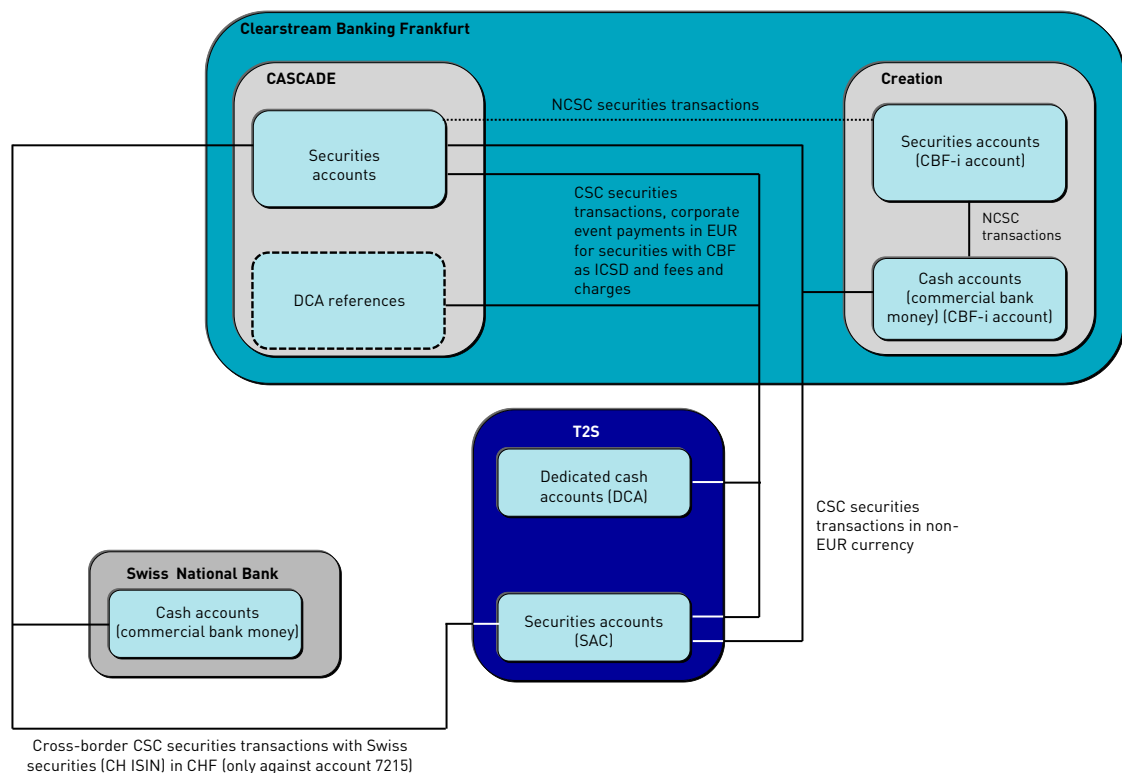 Clearstream Banking Frankfurt
CASCADE
Creation
NCSC securities transactions
Securities
accounts
Securities accounts
(CBF-i account)
CSC securities
transactions, corporate
event payments in EUR
for securities with CBF
as ICSD and fees and
charges
NCSC
transactions
DCA references
Cash accounts
(commercial bank
money) (CBF-i account)
T2S
Dedicated cash
accounts (DCA)
CSC securities
transactions in non-
EUR currency
Swiss National Bank
Cash accounts
(commercial bank money)
Securities accounts
(SAC)
Cross-border CSC securities transactions with Swiss
securities (CH ISIN) in CHF (only against account 7215)